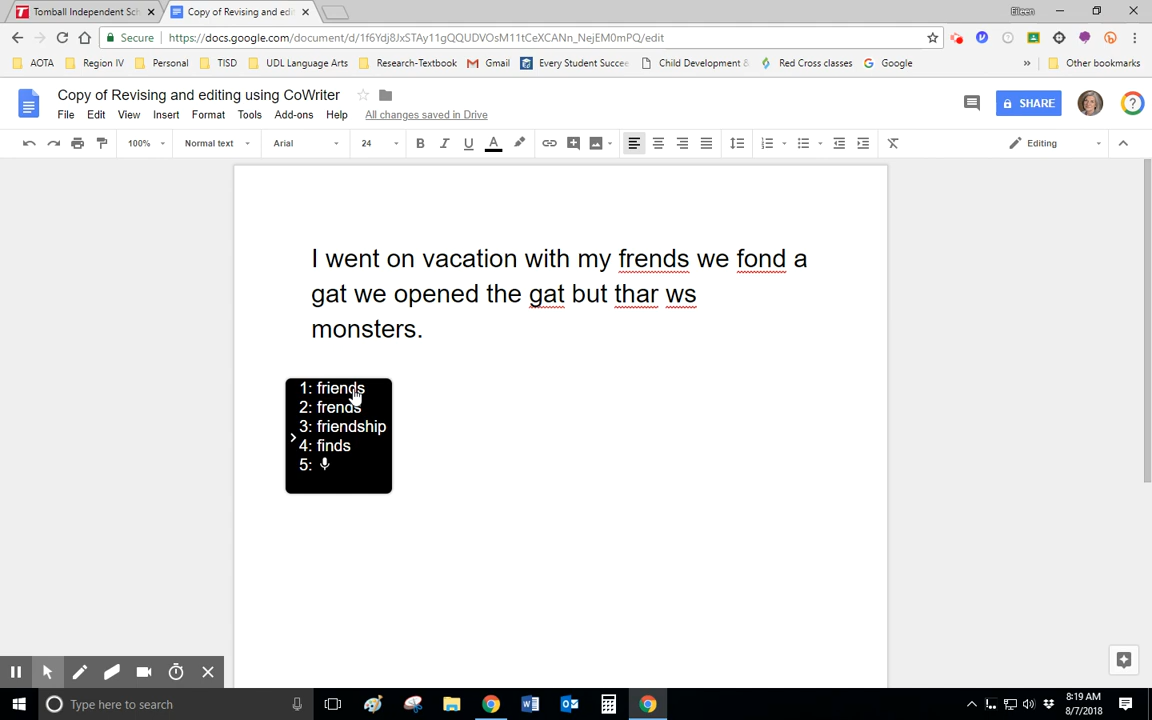 Tomball Independent Sch
Copy of Revising and edi
Eileen
Secure
https://docs.google.com/document/d/1f6Ydj8JxSTAy11gQQUDVOsM11tCeXCANn_NejEM0mPQ/edit
AOTA Region IV Personal TISD UDL Language Arts Research-Textbook Gmail Every Student Succee Child Development & Red Cross classes Google » Other bookmarks
Copy of Revising and editing using CoWriter
SHARE
File Edit View Insert Format Tools Add-ons Help All changes saved in Drive
100% Normal text Arial 24 B I U A Editing
I went on vacation with my frends we fond a
gat we opened the gat but thar ws
monsters.
1: friends
2: frends
3: friendship
4: finds
5:
Type here to search
8:19 AM
8/7/2018